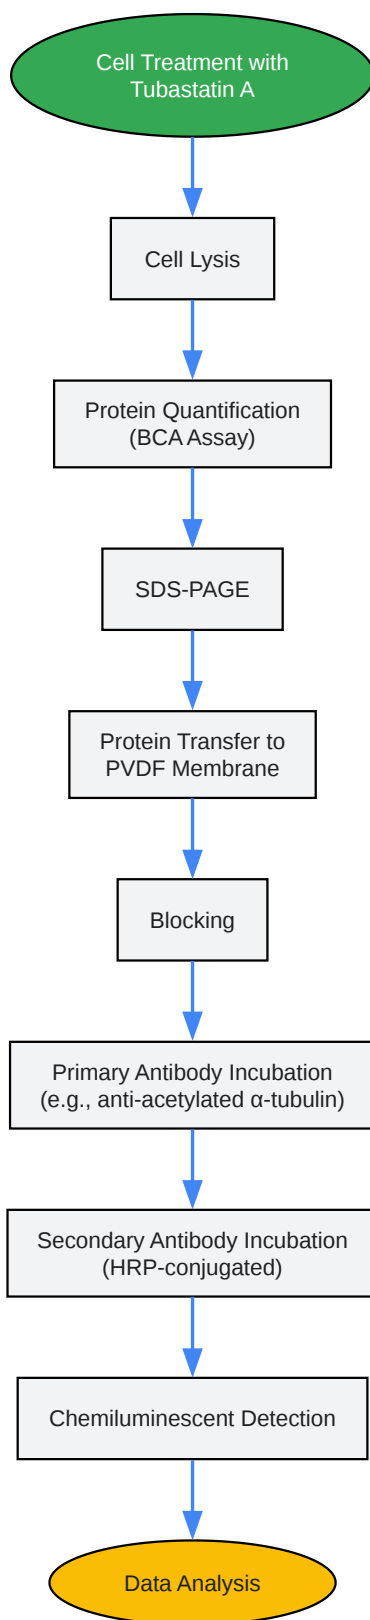 Cell Treatment with
Tubastatin A
Cell Lysis
Protein Quantification
(BCA Assay)
SDS-PAGE
Protein Transfer to
PVDF Membrane
Blocking
Primary Antibody Incubation
(e.g., anti-acetylated α-tubulin)
Secondary Antibody Incubation
(HRP-conjugated)
Chemiluminescent Detection
Data Analysis